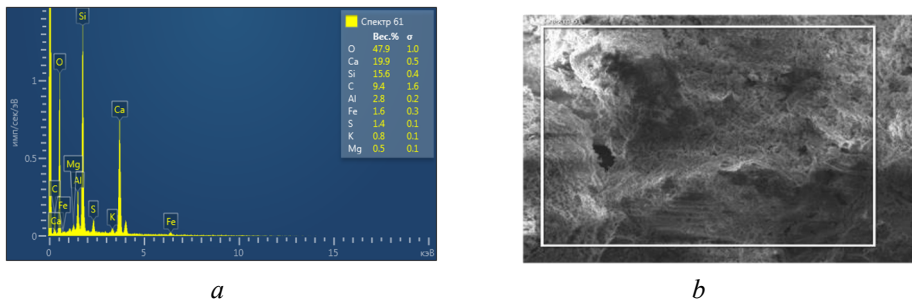 Спектр 61
Вес.% σ
O 47.9 1.0
Ca 19.9 0.5
Si 15.6 0.4
C 9.4 1.6
Al 2.8 0.2
Fe 1.6 0.3
S 1.4 0.1
K 0.8 0.1
Mg 0.5 0.1
Si
O
Ca
Mg
Al
C
Fe
Ca
S
K
Fe
имп/сек/эВ
1
0.5
0
0 5 10 15 20 кэВ
a
b